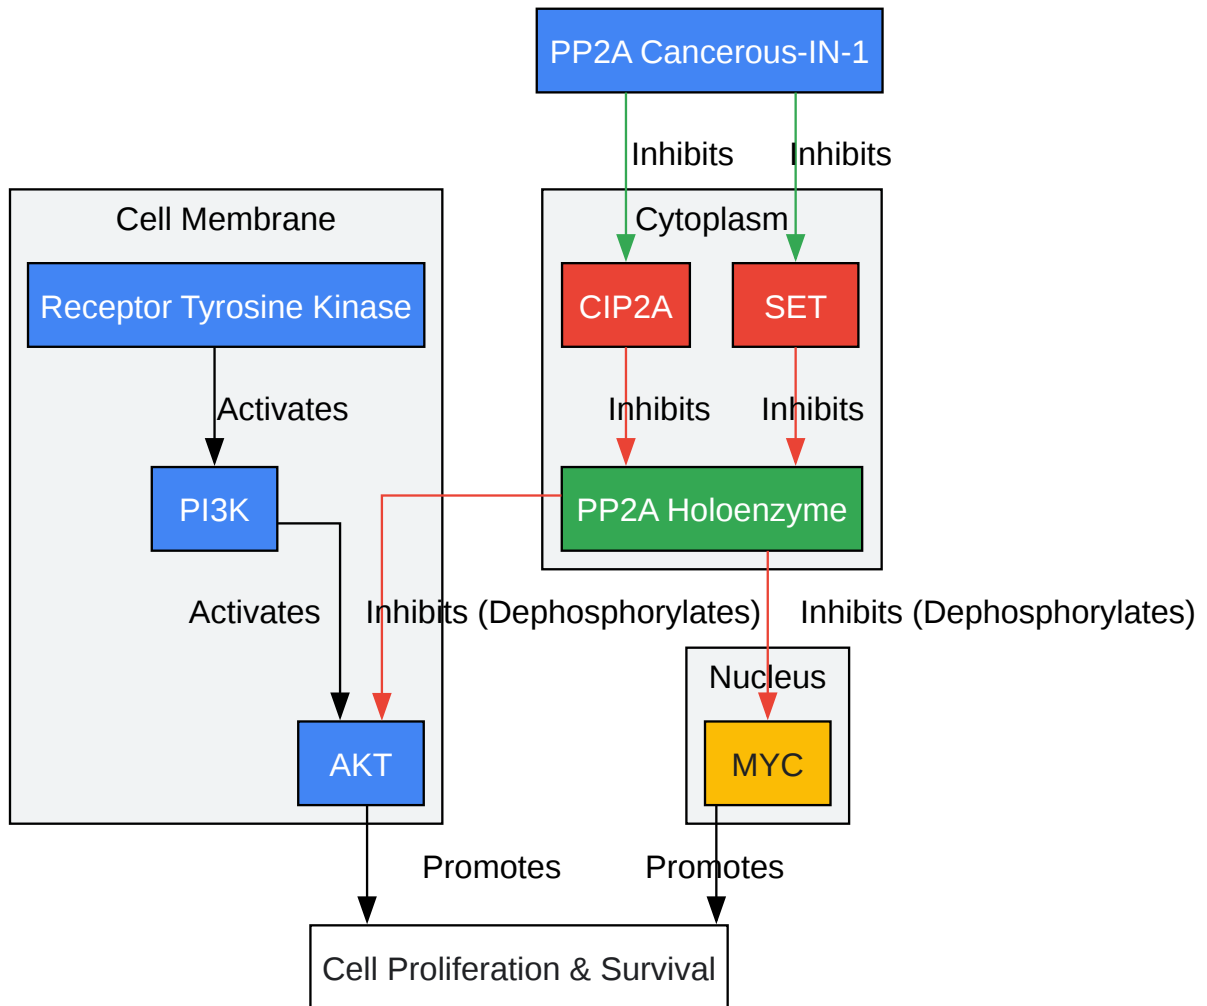 PP2A Cancerous-IN-1
Inhibits
Inhibits
Cell Membrane
Cytoplasm
Receptor Tyrosine Kinase
CIP2A
SET
Activates
Inhibits
Inhibits
PI3K
PP2A Holoenzyme
Activates
Inhibits (Dephosphorylates)
Inhibits (Dephosphorylates)
Nucleus
AKT
MYC
Promotes
Promotes
Cell Proliferation & Survival